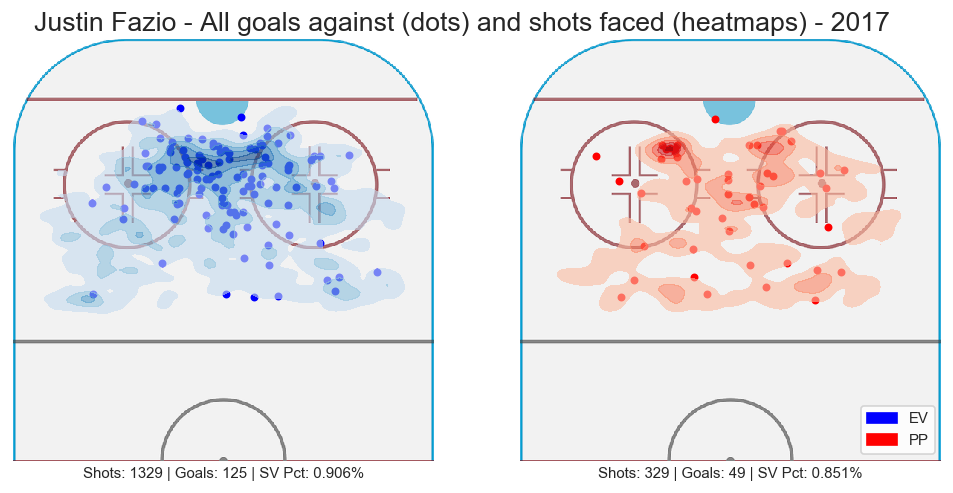 Justin Fazio - All goals against (dots) and shots faced (heatmaps) - 2017
EV
PP
Shots: 1329 | Goals: 125 | SV Pct: 0.906%
Shots: 329 | Goals: 49 | SV Pct: 0.851%